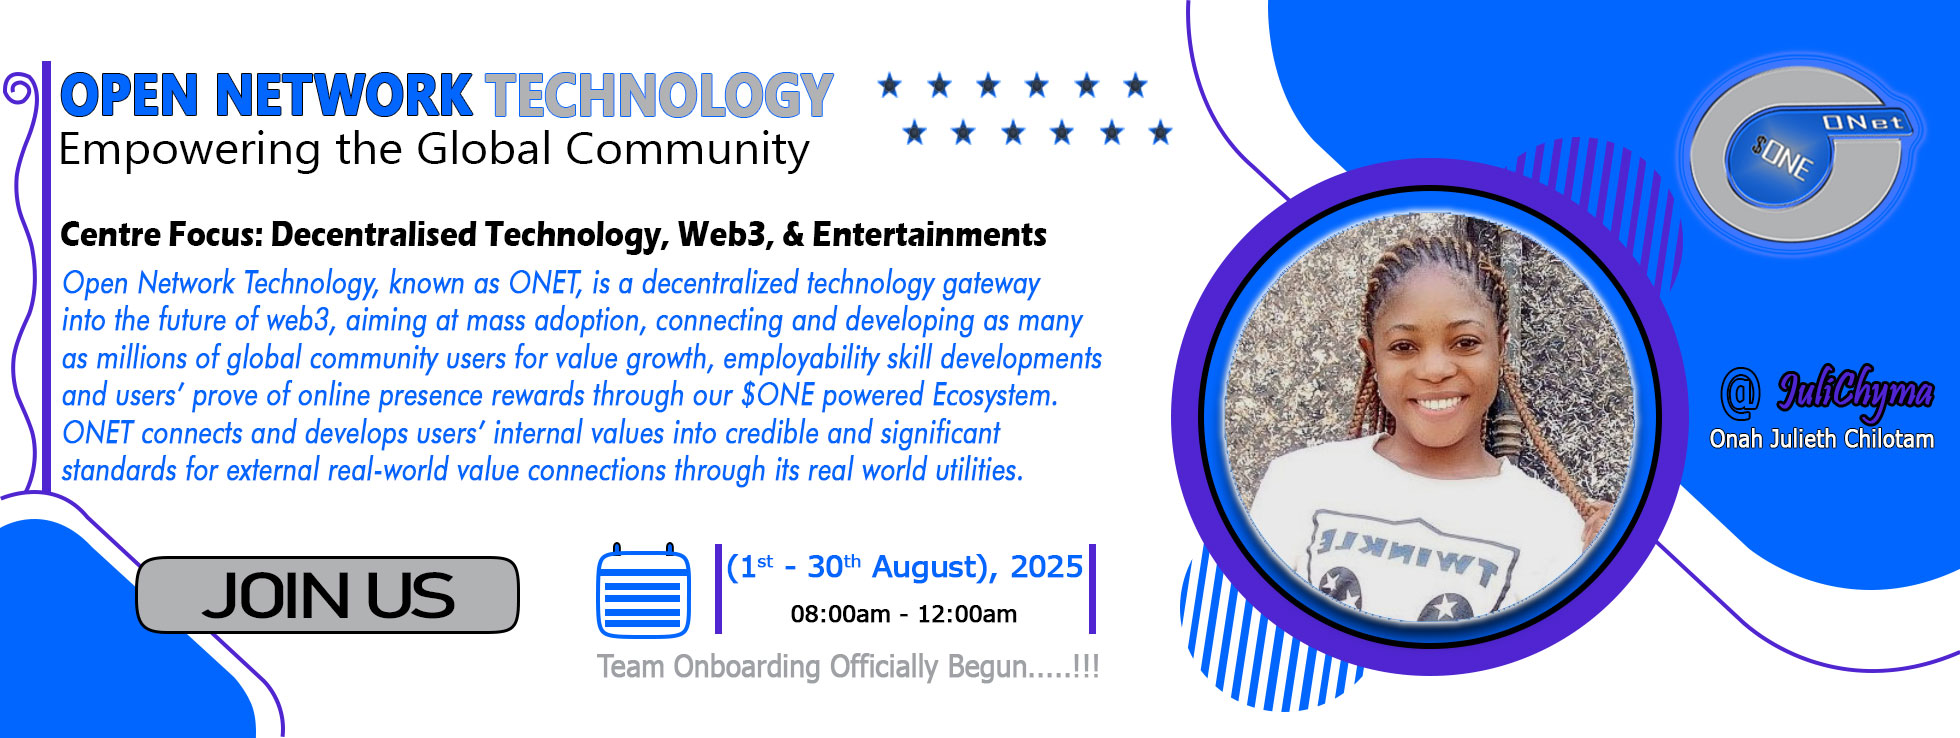 OPEN NETWORK TECHNOLOGY
Empowering the Global Community
Centre Focus: Decentralised Technology, Web3, & Entertainments
Open Network Technology, known as ONET, is a decentralized technology gateway
into the future of web3, aiming at mass adoption, connecting and developing as many
as millions of global community users for value growth, employability skill developments
and users’ prove of online presence rewards through our $ONE powered Ecosystem.
ONET connects and develops users’ internal values into credible and significant
standards for external real-world value connections through its real world utilities.
JOIN US
(1st - 30th August), 2025
08:00am - 12:00am
Team Onboarding Officially Begun.....!!!
TWINKLE
ONet
$ONE
@ JuliChyma
Onah Julieth Chilotam